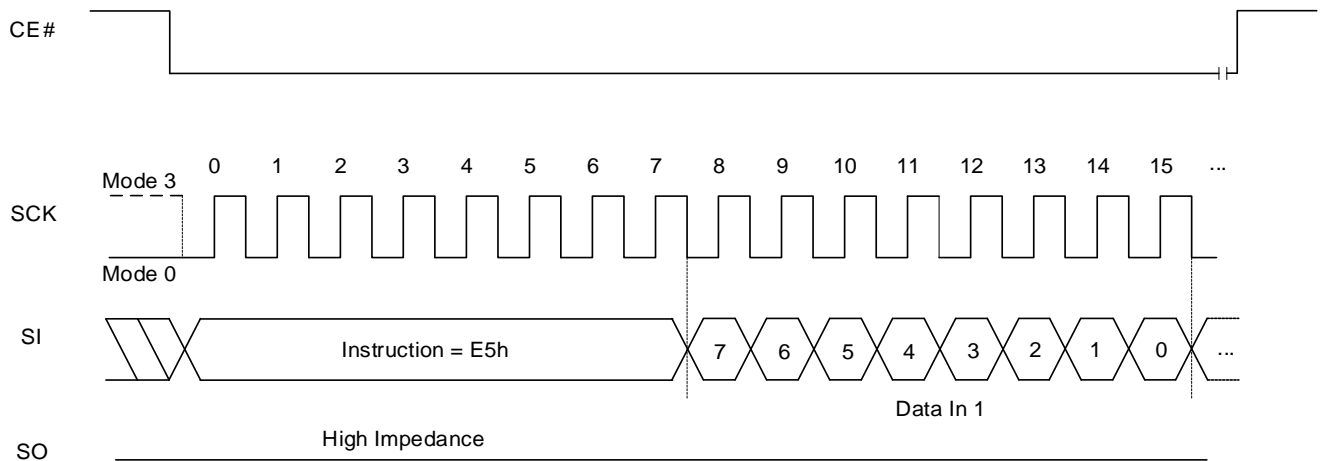 CE#
0 1 2 3 4 5 6 7 8 9 10 11 12 13 14 15 ...
Mode 3
SCK
Mode 0
SI
Instruction = E5h
7 6 5 4 3 2 1 0 ...
Data In 1
High Impedance
SO